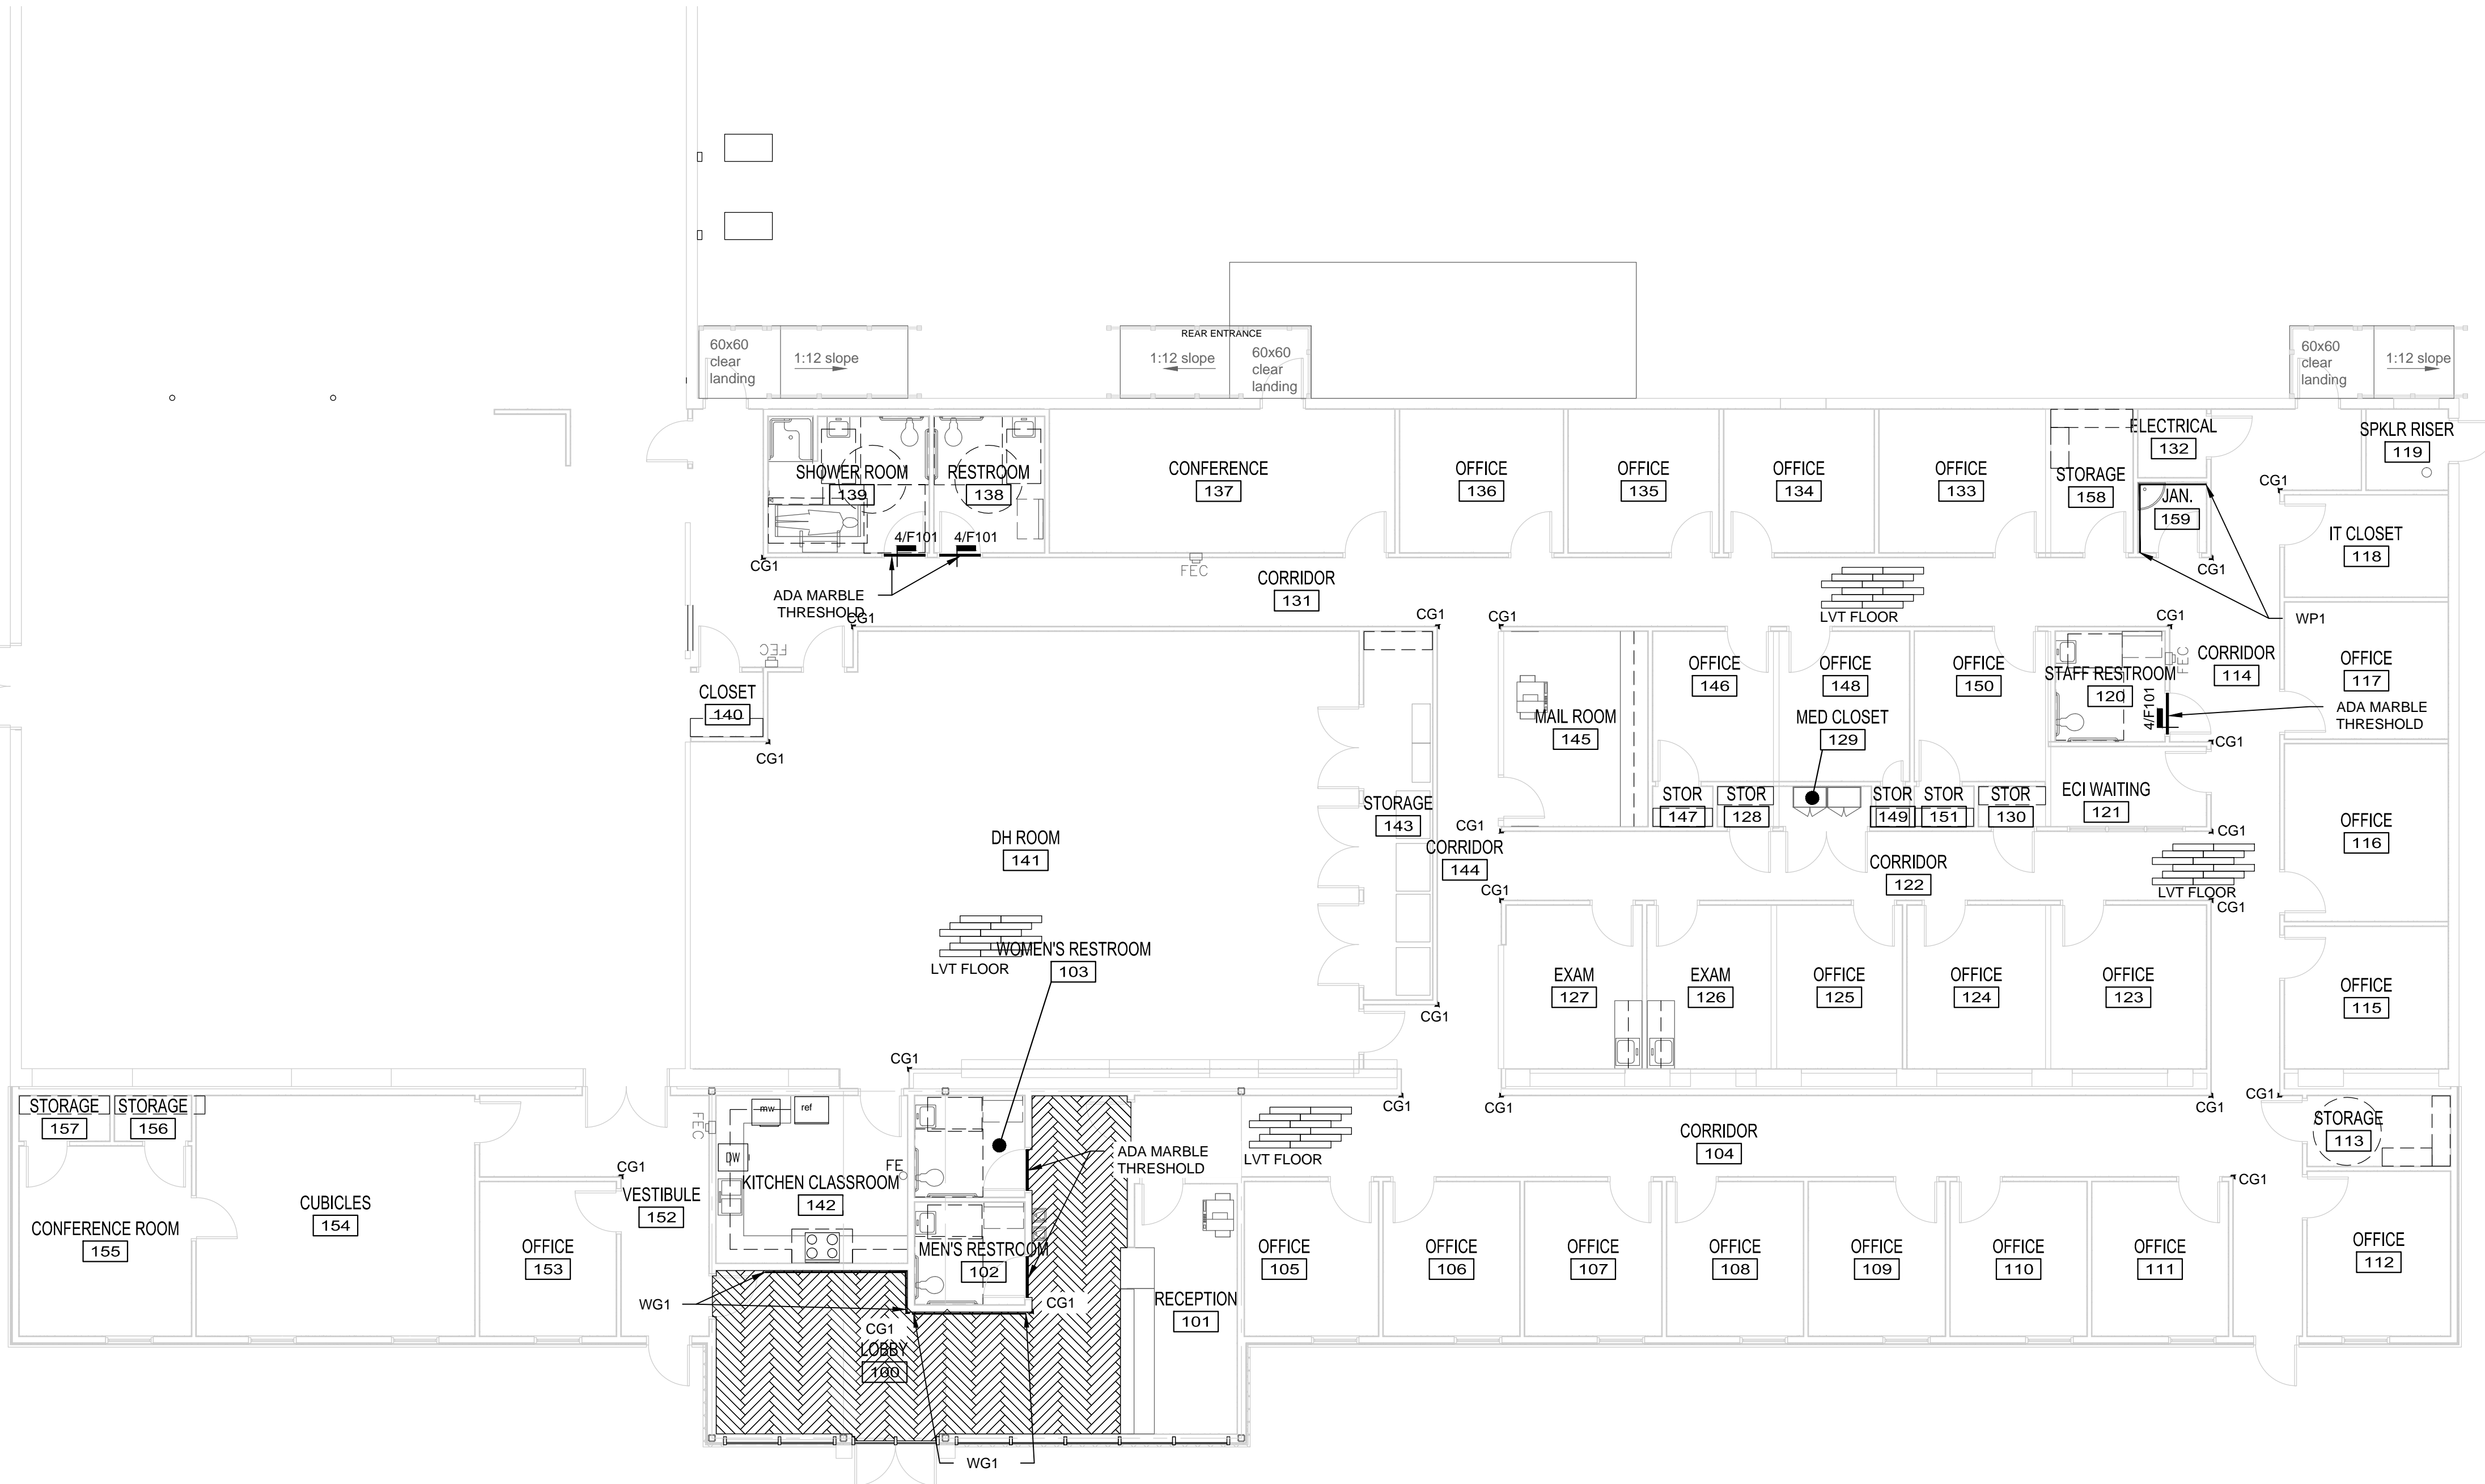 REAR ENTRANCE
60x60
clear
landing
1:12 slope
1:12 slope
60x60
clear
landing
60x60
clear
landing
1:12 slope
SHOWER ROOM
139
RESTROOM
138
CONFERENCE
137
OFFICE
136
OFFICE
135
OFFICE
134
OFFICE
133
STORAGE
158
ELECTRICAL
132
SPKLR RISER
119
JAN.
159
CG1
IT CLOSET
118
4/F101
4/F101
CG1
FEC
CG1
ADA MARBLE
THRESHOLD
CORRIDOR
131
LVT FLOOR
WP1
CG1
CG1
CG1
CG1
FEC
CLOSET
140
CG1
MAIL ROOM
145
OFFICE
146
OFFICE
148
OFFICE
150
STAFF RESTROOM
120
FEC
4/F101
CORRIDOR
114
OFFICE
117
ADA MARBLE
THRESHOLD
MED CLOSET
129
CG1
STORAGE
143
STOR
147
STOR
128
STOR
149
STOR
151
STOR
130
ECI WAITING
121
CG1
CG1
OFFICE
116
DH ROOM
141
CORRIDOR
144
CORRIDOR
122
LVT FLOOR
CG1
CG1
LVT FLOOR
WOMEN'S RESTROOM
103
EXAM
127
EXAM
126
OFFICE
125
OFFICE
124
OFFICE
123
OFFICE
115
CG1
CG1
CG1
CG1
CG1
CG1
STORAGE
157
STORAGE
156
FEC
mw
ref
DW
KITCHEN CLASSROOM
142
FE
ADA MARBLE
THRESHOLD
LVT FLOOR
CORRIDOR
104
STORAGE
113
CG1
CG1
CONFERENCE ROOM
155
CUBICLES
154
OFFICE
153
VESTIBULE
152
MEN'S RESTROOM
102
OFFICE
105
OFFICE
106
OFFICE
107
OFFICE
108
OFFICE
109
OFFICE
110
OFFICE
111
OFFICE
112
WG1
CG1
CG1
LOBBY
100
RECEPTION
101
WG1